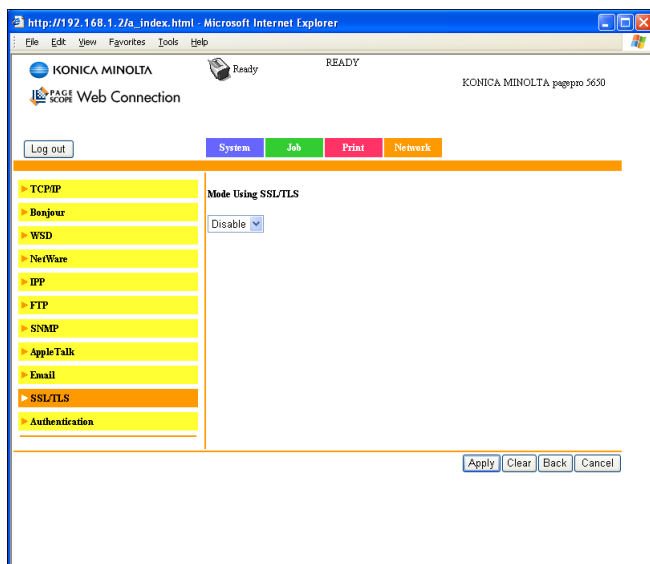 http://192.168.1.2/a_index.html - Microsoft Internet Explorer
File Edit View Favorites Tools Help
KONICA MINOLTA
Ready
READY
KONICA MINOLTA pagepro 5650
PAGE SCOPE Web Connection
Log out
System Job Print Network
TCP/IP
Mode Using SSL/TLS
Bonjour
Disable
WSD
NetWare
IPP
FTP
SNMP
AppleTalk
Email
SSL/TLS
Authentication
Apply Clear Back Cancel